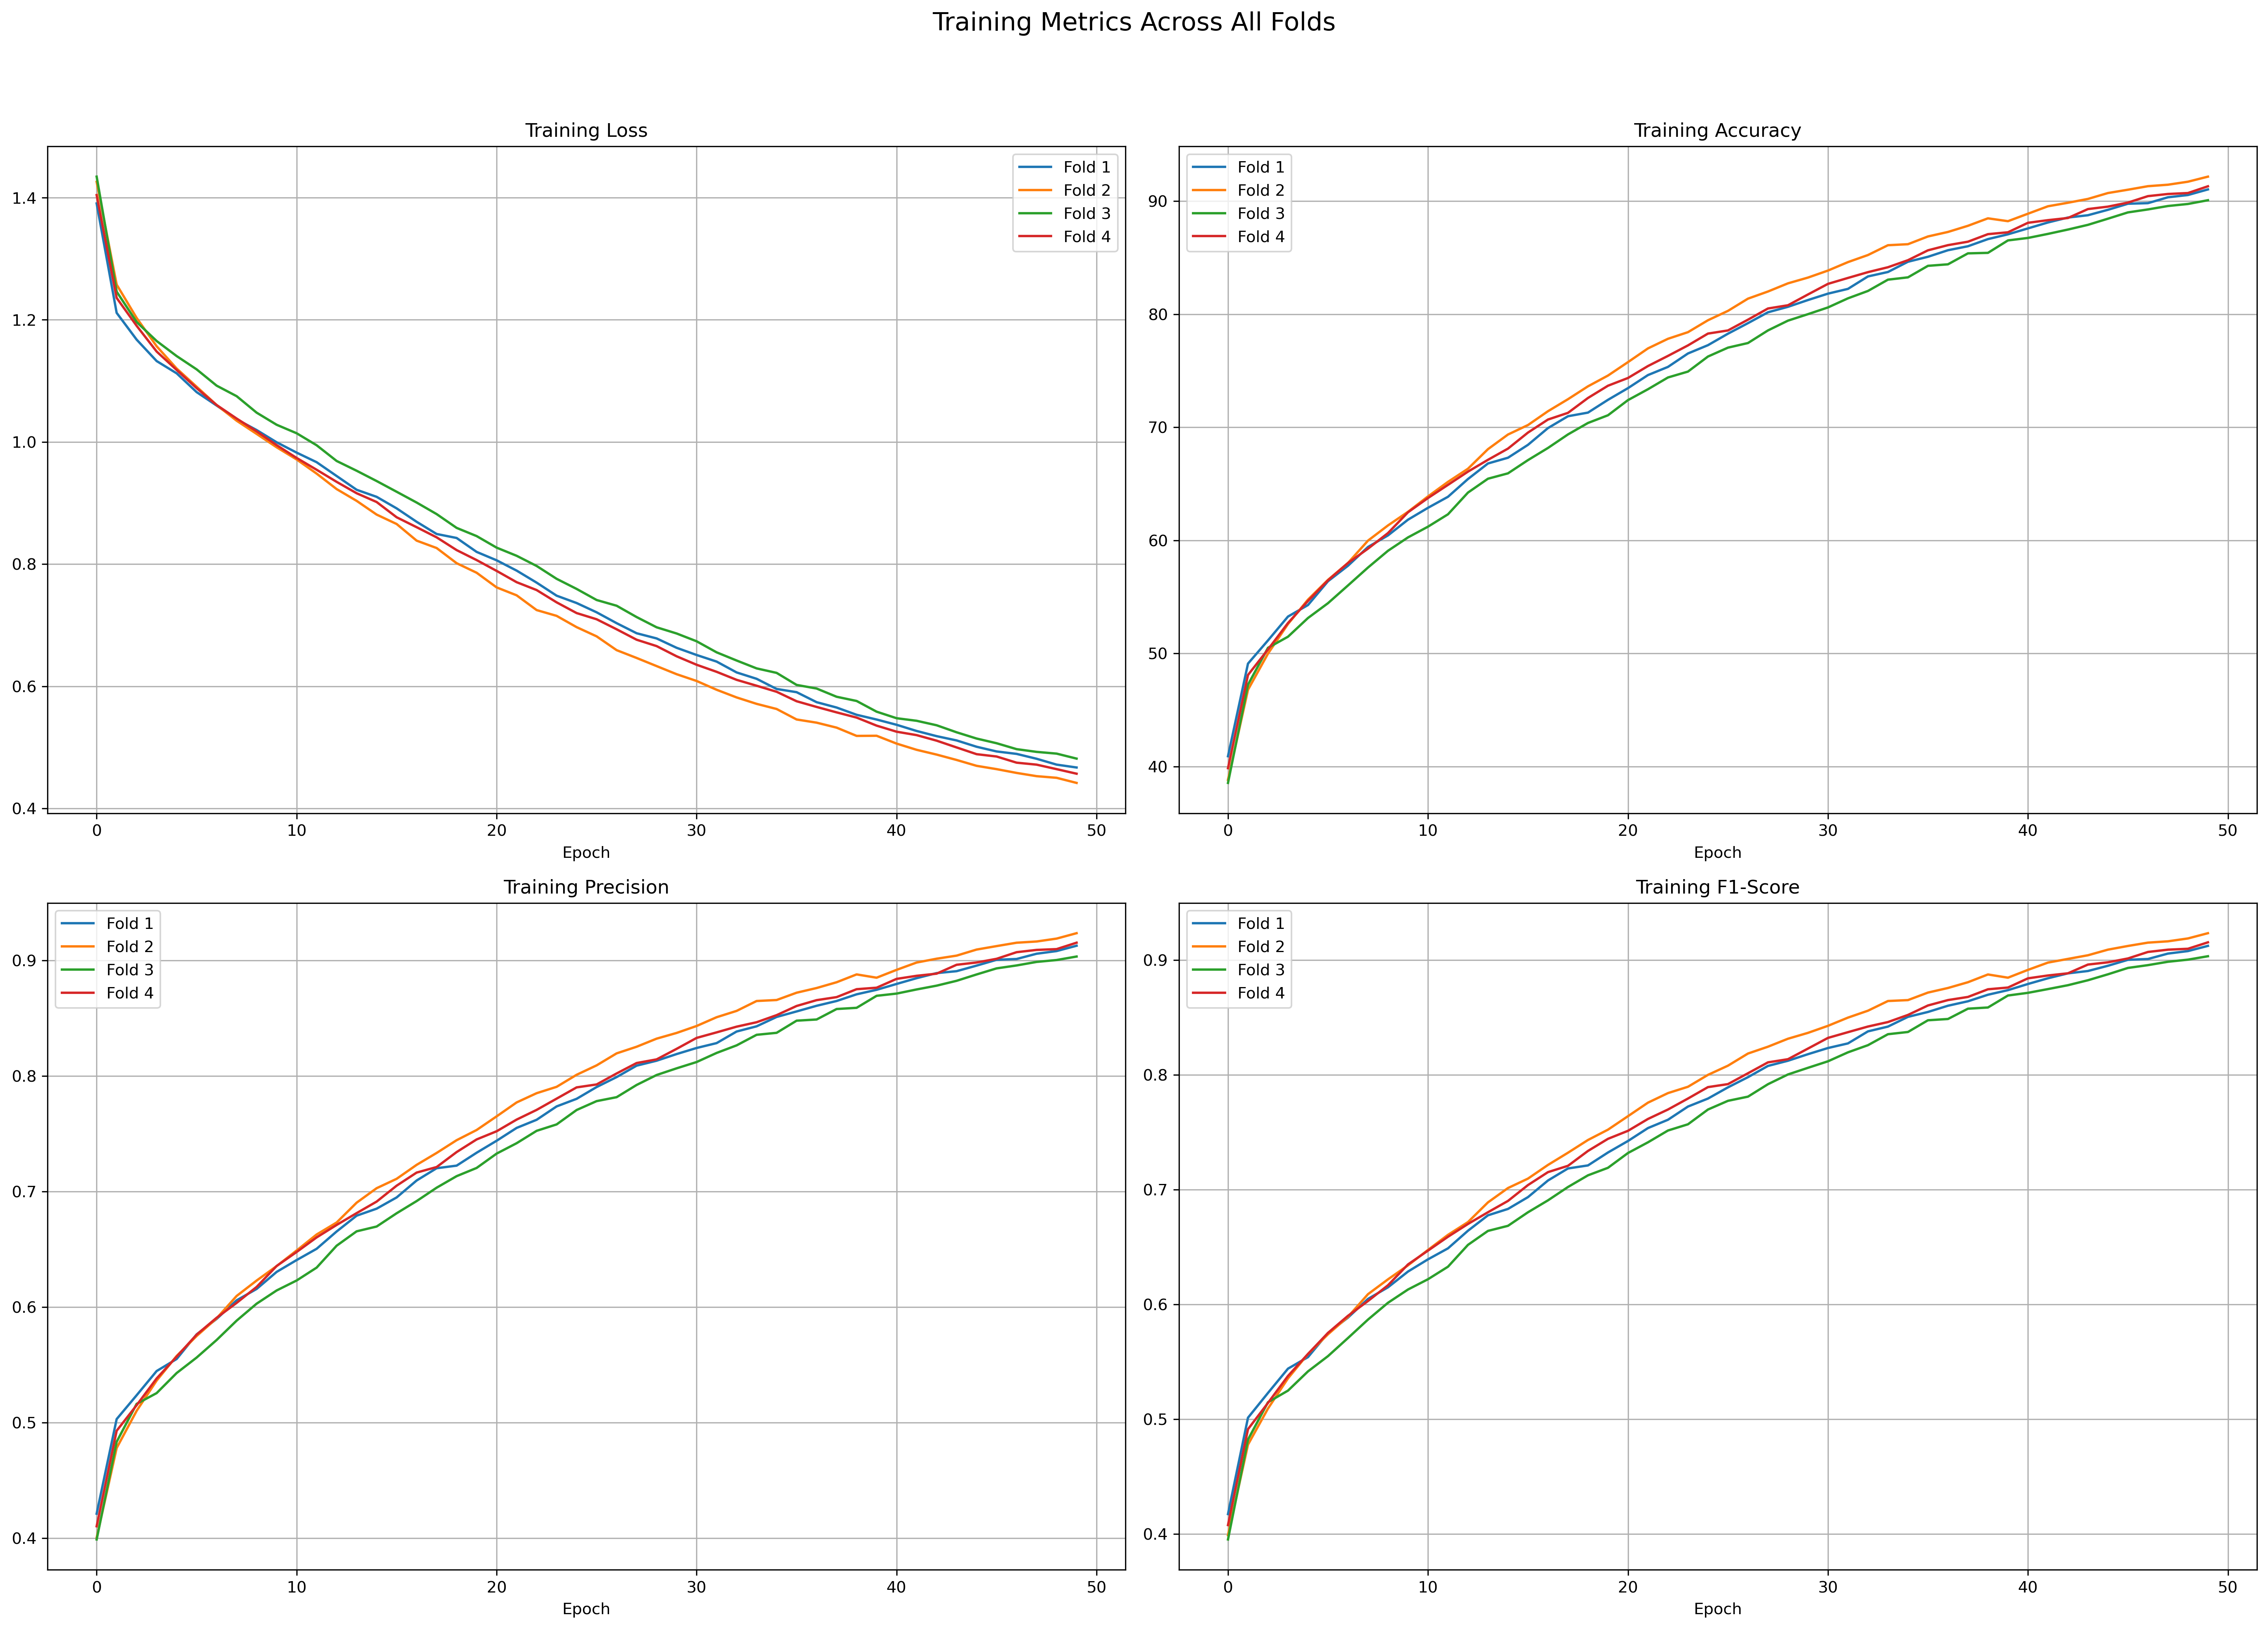 Training Metrics Across All Folds
Training Loss
Fold 1
Fold 2
Fold 3
Fold 4
1.4
1.2
1.0
0.8
0.6
0.4
0 10 20 30 40 50
Epoch
Training Accuracy
Fold 1
Fold 2
Fold 3
Fold 4
90
80
70
60
50
40
0 10 20 30 40 50
Epoch
Training Precision
Fold 1
Fold 2
Fold 3
Fold 4
0.9
0.8
0.7
0.6
0.5
0.4
0 10 20 30 40 50
Epoch
Training F1-Score
Fold 1
Fold 2
Fold 3
Fold 4
0.9
0.8
0.7
0.6
0.5
0.4
0 10 20 30 40 50
Epoch